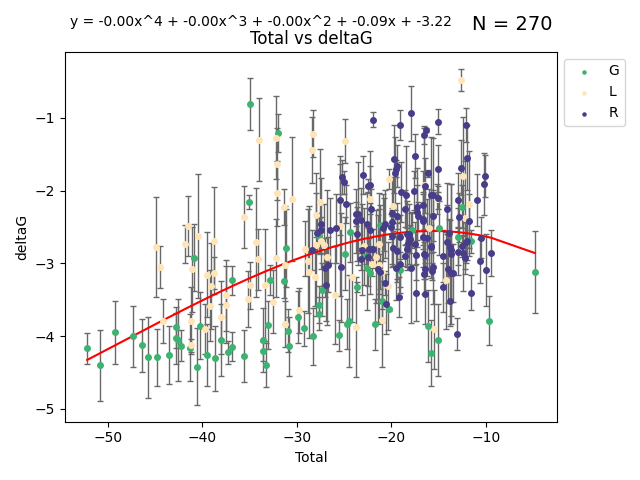 y = -0.00x^4 + -0.00x^3 + -0.00x^2 + -0.09x + -3.22
N = 270
Total vs deltaG
G
L
R
−1
−2
−3
−4
−5
deltaG
−50
−40
−30
−20
−10
Total